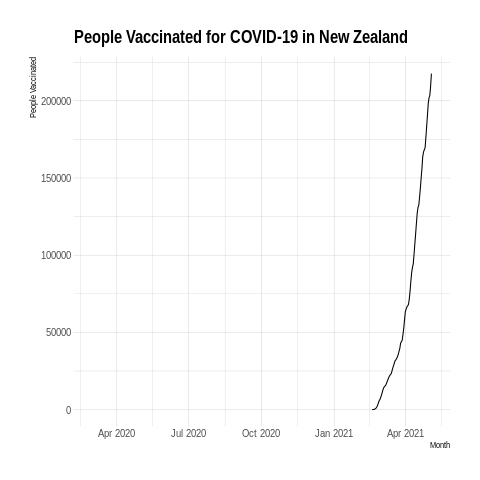 People Vaccinated for COVID-19 in New Zealand
People Vaccinated
200000
150000
100000
50000
0
Apr 2020 Jul 2020 Oct 2020 Jan 2021 Apr 2021
Month